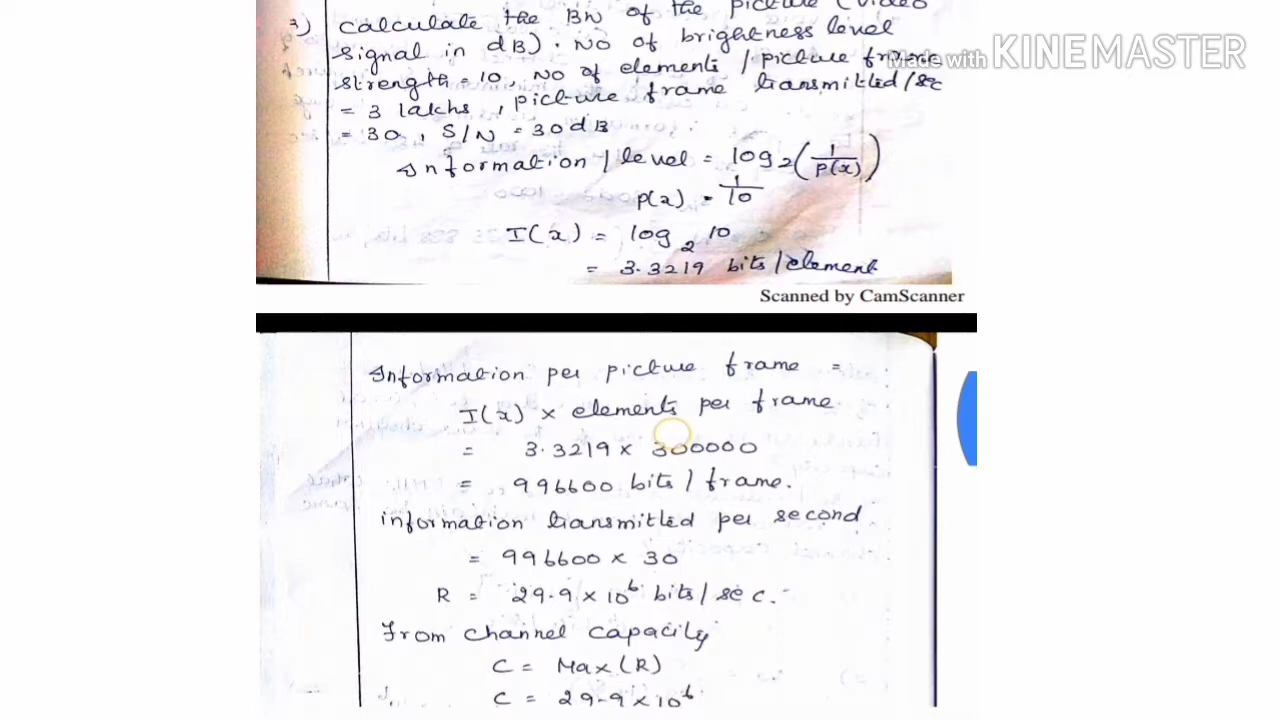 3) calculate the BW of the picture (video
signal in dB). No of brightness level
Made with KINEMASTER
strength = 10, No of elements / picture frame
= 3 lakhs, picture frame transmitted/sec
= 30, S/N = 30dB
Information / level = log2(1/P(x))
P(x) = 1/10
I(x) = log2 10
= 3.3219 bits/element
Scanned by CamScanner
Information per picture frame =
I(x) x elements per frame
= 3.3219 x 300000
= 996600 bits/frame.
information transmitted per second
= 996600 x 30
R = 29.9 x 10^6 bits/sec.
From channel capacity
C = Max(R)
C = 29.9 x 10^6